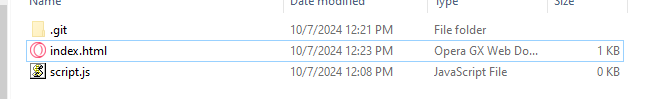 Name Date modified Type Size
.git 10/7/2024 12:21 PM File folder
index.html 10/7/2024 12:23 PM Opera GX Web Do... 1 KB
script.js 10/7/2024 12:08 PM JavaScript File 0 KB